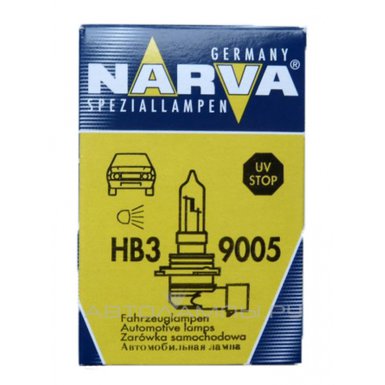 GERMANY
NARVA®
SPEZIALLAMPEN
UV
STOP
HB3 9005
Fahrzeuglampen
Automotive lamps
Żarówka samochodowa
Автомобильная лампа